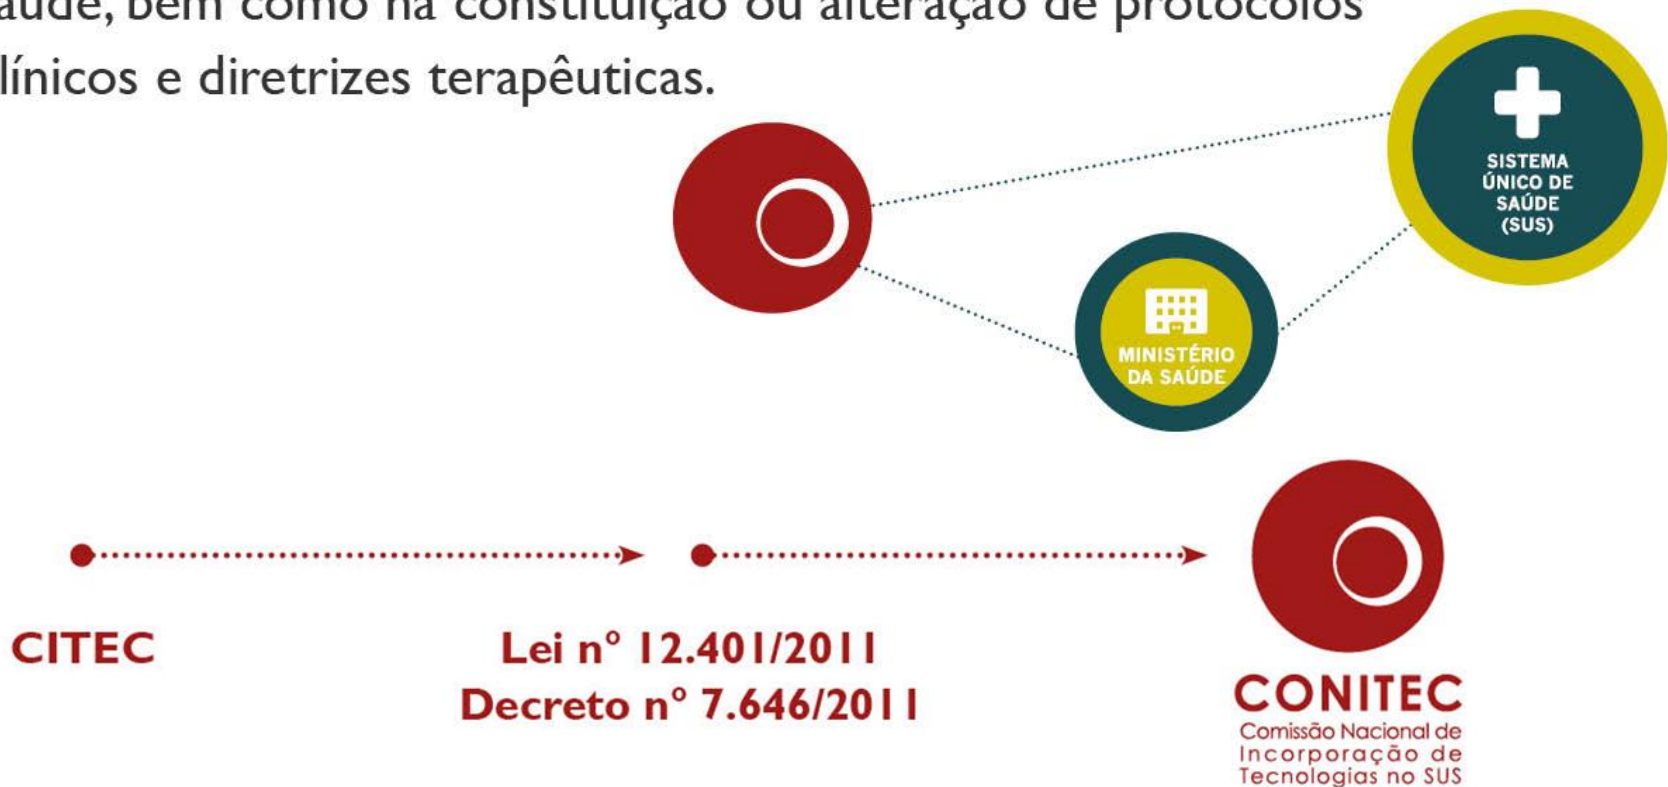 aúde, bem como na constituição ou alteração de protocolos
línicos e diretrizes terapêuticas.
SISTEMA
ÚNICO DE
SAÚDE
(SUS)
MINISTÉRIO
DA SAÚDE
CITEC
Lei nº 12.401/2011
Decreto nº 7.646/2011
CONITEC
Comissão Nacional de
Incorporação de
Tecnologias no SUS